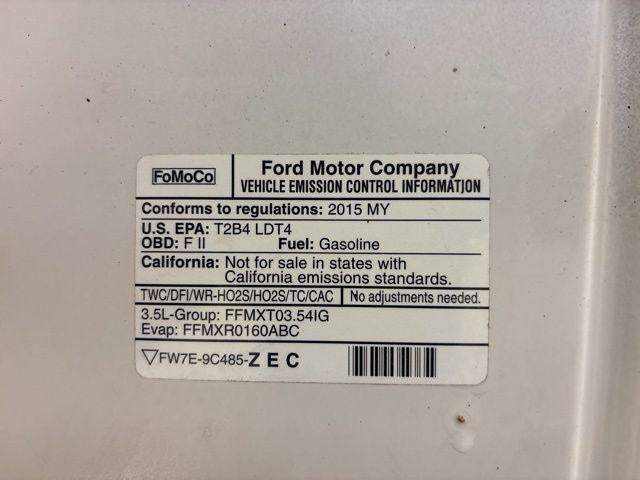 FoMoCo
Ford Motor Company
VEHICLE EMISSION CONTROL INFORMATION
Conforms to regulations: 2015 MY
U.S. EPA: T2B4 LDT4
OBD: F II Fuel: Gasoline
California: Not for sale in states with
California emissions standards.
TWC/DFI/WR-HO2S/HO2S/TC/CAC No adjustments needed.
3.5L-Group: FFMXT03.54IG
Evap: FFMXR0160ABC
▽FW7E-9C485-ZEC